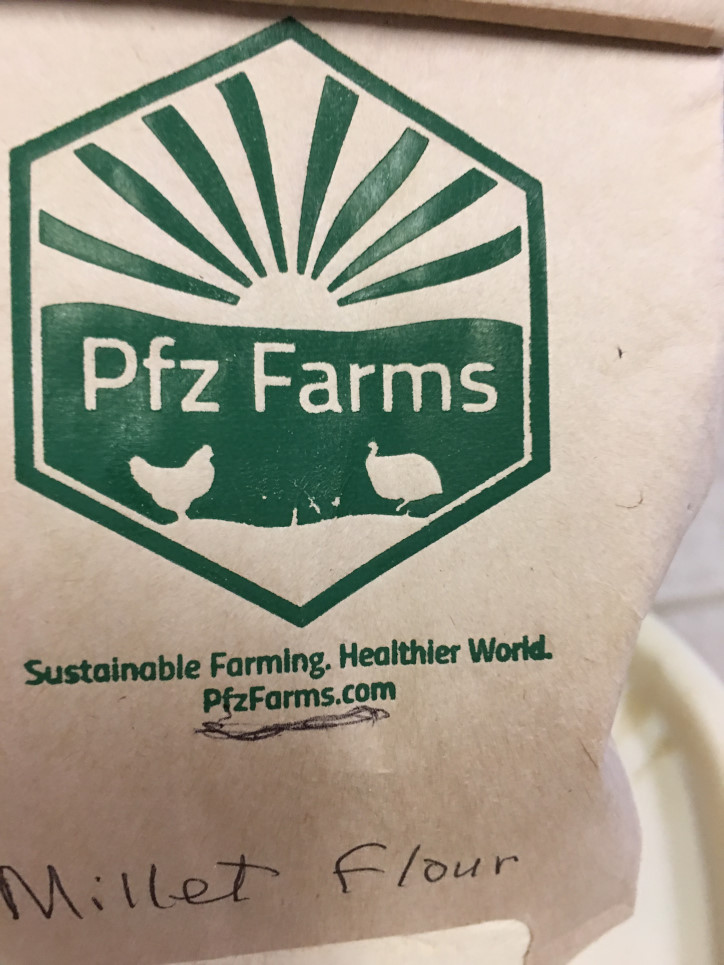 Pfz Farms
Sustainable Farming. Healthier World.
PfzFarms.com
Millet Flour